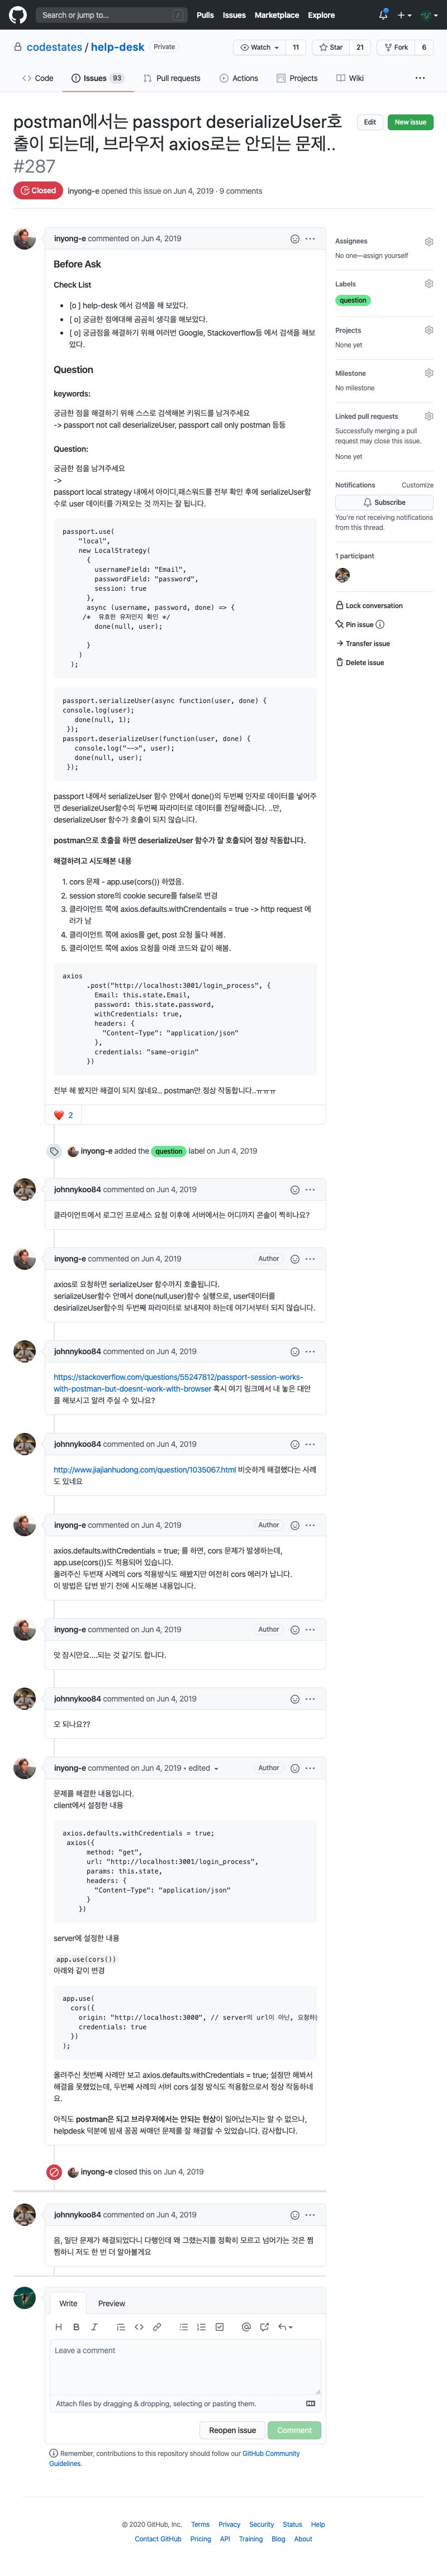 Search or jump to... /
Pulls Issues Marketplace Explore
codestates / help-desk Private
Watch 11 Star 21 Fork 6
Code Issues 93 Pull requests Actions Projects Wiki
postman에서는 passport deserializeUser호
출이 되는데, 브라우저 axios로는 안되는 문제..
#287
Edit New issue
Closed inyong-e opened this issue on Jun 4, 2019 · 9 comments
inyong-e commented on Jun 4, 2019
Before Ask
Check List
[o ] help-desk 에서 검색을 해 보았다.
[ o] 궁금한 점에대해 곰곰히 생각을 해보았다.
[ o] 궁금점을 해결하기 위해 여러번 Google, Stackoverflow등 에서 검색을 해보
았다.
Question
keywords:
궁금한 점을 해결하기 위해 스스로 검색해본 키워드를 남겨주세요
-> passport not call deserializeUser, passport call only postman 등등
Question:
궁금한 점을 남겨주세요
->
passport local strategy 내에서 아이디,패스워드를 전부 확인 후에 serializeUser함
수로 user 데이터를 가져오는 것 까지는 잘 됩니다.
passport.use(
"local",
new LocalStrategy(
{
usernameField: "Email",
passwordField: "password",
session: true
},
async (username, password, done) => {
/* 유효한 유저인지 확인 */
done(null, user);
}
)
);
passport.serializeUser(async function(user, done) {
console.log(user);
done(null, 1);
});
passport.deserializeUser(function(user, done) {
console.log("-—>", user);
done(null, user);
});
passport 내에서 serializeUser 함수 안에서 done()의 두번째 인자로 데이터를 넣어주
면 deserializeUser함수의 두번째 파라미터로 데이터를 전달해줍니다. ..만,
deserializeUser 함수가 호출이 되지 않습니다.
postman으로 호출을 하면 deserializeUser 함수가 잘 호출되어 정상 작동합니다.
해결하려고 시도해본 내용
1. cors 문제 - app.use(cors()) 하였음.
2. session store의 cookie secure를 false로 변경
3. 클라이언트 쪽에 axios.defaults.withCrendentails = true -> http request 에
러가 남
4. 클라이언트 쪽에 axios를 get, post 요청 둘다 해봄.
5. 클라이언트 쪽에 axios 요청을 아래 코드와 같이 해봄.
axios
.post("http://localhost:3001/login_process", {
Email: this.state.Email,
password: this.state.password,
withCredentials: true,
headers: {
"Content-Type": "application/json"
},
credentials: "same-origin"
})
전부 해 봤지만 해결이 되지 않네요... postman만 정상 작동합니다..ㅠㅠㅠ
❤️ 2
inyong-e added the question label on Jun 4, 2019
johnnykoo84 commented on Jun 4, 2019
클라이언트에서 로그인 프로세스 요청 이후에 서버에서는 어디까지 콘솔이 찍히나요?
inyong-e commented on Jun 4, 2019 Author
axios로 요청하면 serializeUser 함수까지 호출됩니다.
serializeUser함수 안에서 done(null,user)함수 실행으로, user데이터를
desirializeUser함수의 두번째 파라미터로 보내져야 하는데 여기서부터 되지 않습니다.
johnnykoo84 commented on Jun 4, 2019
https://stackoverflow.com/questions/55247812/passport-session-works-
with-postman-but-doesnt-work-with-browser 혹시 여기 링크에서 내 놓은 대안
을 해보시고 알려 주실 수 있나요?
johnnykoo84 commented on Jun 4, 2019
http://www.jiajianhudong.com/question/1035067.html 비슷하게 해결했다는 사례
도 있네요
inyong-e commented on Jun 4, 2019 Author
axios.defaults.withCredentials = true; 를 하면, cors 문제가 발생하는데,
app.use(cors())도 적용되어 있습니다.
올려주신 두번재 사례의 cors 적용방식도 해봤지만 여전히 cors 에러가 납니다.
이 방법은 답변 받기 전에 시도해본 내용입니다.
inyong-e commented on Jun 4, 2019 Author
앗 잠시만요....되는 것 같기도 합니다.
johnnykoo84 commented on Jun 4, 2019
오 되나요??
inyong-e commented on Jun 4, 2019 • edited Author
문제를 해결한 내용입니다.
client에서 설정한 내용
axios.defaults.withCredentials = true;
axios({
method: "get",
url: "http://localhost:3001/login_process",
params: this.state,
headers: {
"Content-Type": "application/json"
}
})
server에 설정한 내용
app.use(cors())
아래와 같이 변경
app.use(
cors({
origin: "http://localhost:3000", // server의 url이 아닌, 요청하는
credentials: true
})
);
올려주신 첫번째 사례만 보고 axios.defaults.withCredentials = true; 설정만 해봐서
해결을 못했었는데, 두번째 사례의 서버 cors 설정 방식도 적용함으로서 정상 작동하네
요.
아직도 postman은 되고 브라우저에서는 안되는 현상이 일어났는지는 알 수 없으나,
helpdesk 덕분에 밤새 꽁꽁 싸매던 문제를 잘 해결할 수 있었습니다. 감사합니다.
inyong-e closed this on Jun 4, 2019
johnnykoo84 commented on Jun 4, 2019
음, 일단 문제가 해결되었다니 다행인데 왜 그랬는지를 정확히 모르고 넘어가는 것은 찜
찜하니 저도 한 번 더 알아볼게요
Write Preview
Leave a comment
Attach files by dragging & dropping, selecting or pasting them.
Reopen issue Comment
Remember, contributions to this repository should follow our GitHub Community
Guidelines.
Assignees
No one—assign yourself
Labels
question
Projects
None yet
Milestone
No milestone
Linked pull requests
Successfully merging a pull
request may close this issue.
None yet
Notifications Customize
Subscribe
You're not receiving notifications
from this thread.
1 participant
Lock conversation
Pin issue
Transfer issue
Delete issue
© 2020 GitHub, Inc. Terms Privacy Security Status Help
Contact GitHub Pricing API Training Blog About